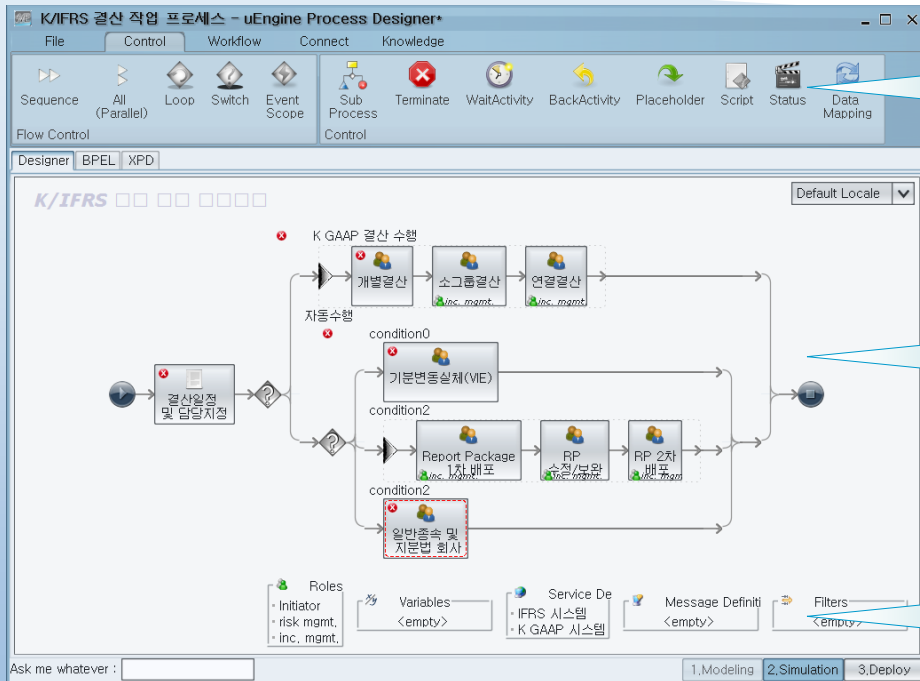 K/IFRS 결산 작업 프로세스 - uEngine Process Designer*
File Control Workflow Connect Knowledge
Sequence All (Parallel) Loop Switch Event Scope Sub Process Terminate WaitActivity BackActivity Placeholder Script Status Data Mapping
Flow Control Control
Designer BPEL XPD
K/IFRS □□ □□ □□□□ Default Locale
K GAAP 결산 수행
개별결산 소그룹결산 연결결산
inc. mgmt. inc. mgmt.
자동수행
condition0
기분변동실체(VIE)
결산일정
및 담당지정
condition2
Report Package RP RP 2차
1차 배포 수정/보완 배포
inc. mgmt. inc. mgmt. inc. mgm
condition2
일반종속 및
지분법 회사
Roles Variables Service De Message Definiti Filters
Initiator <empty> IFRS 시스템 <empty> <empty>
risk mgmt, K GAAP 시스템
inc, mgmt,
Ask me whatever : 1,Modeling 2,Simulation 3,Deploy